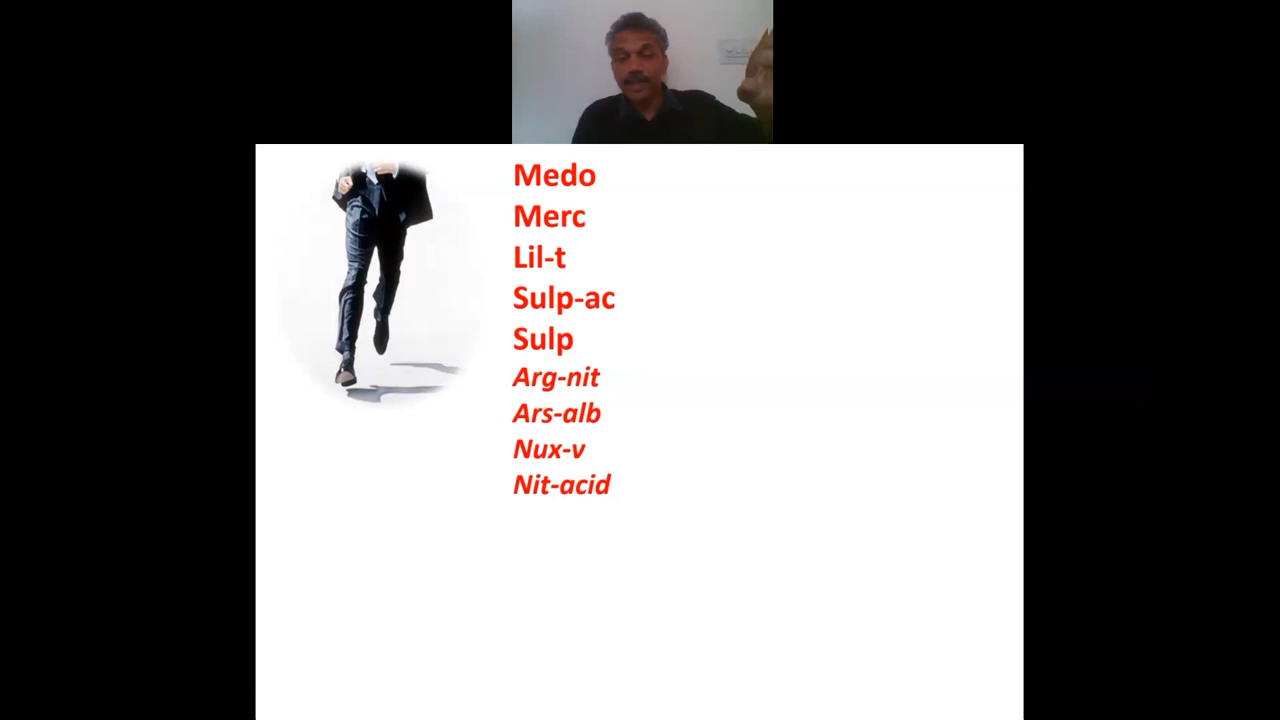 Medo
Merc
Lil-t
Sulp-ac
Sulp
Arg-nit
Ars-alb
Nux-v
Nit-acid